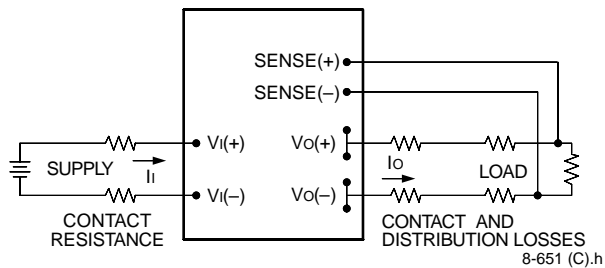 SENSE(+)
SENSE(–)
VI(+)
VO(+)
IO
SUPPLY
II
LOAD
VI(–)
VO(–)
CONTACT
RESISTANCE
CONTACT AND
DISTRIBUTION LOSSES
8-651 (C).h